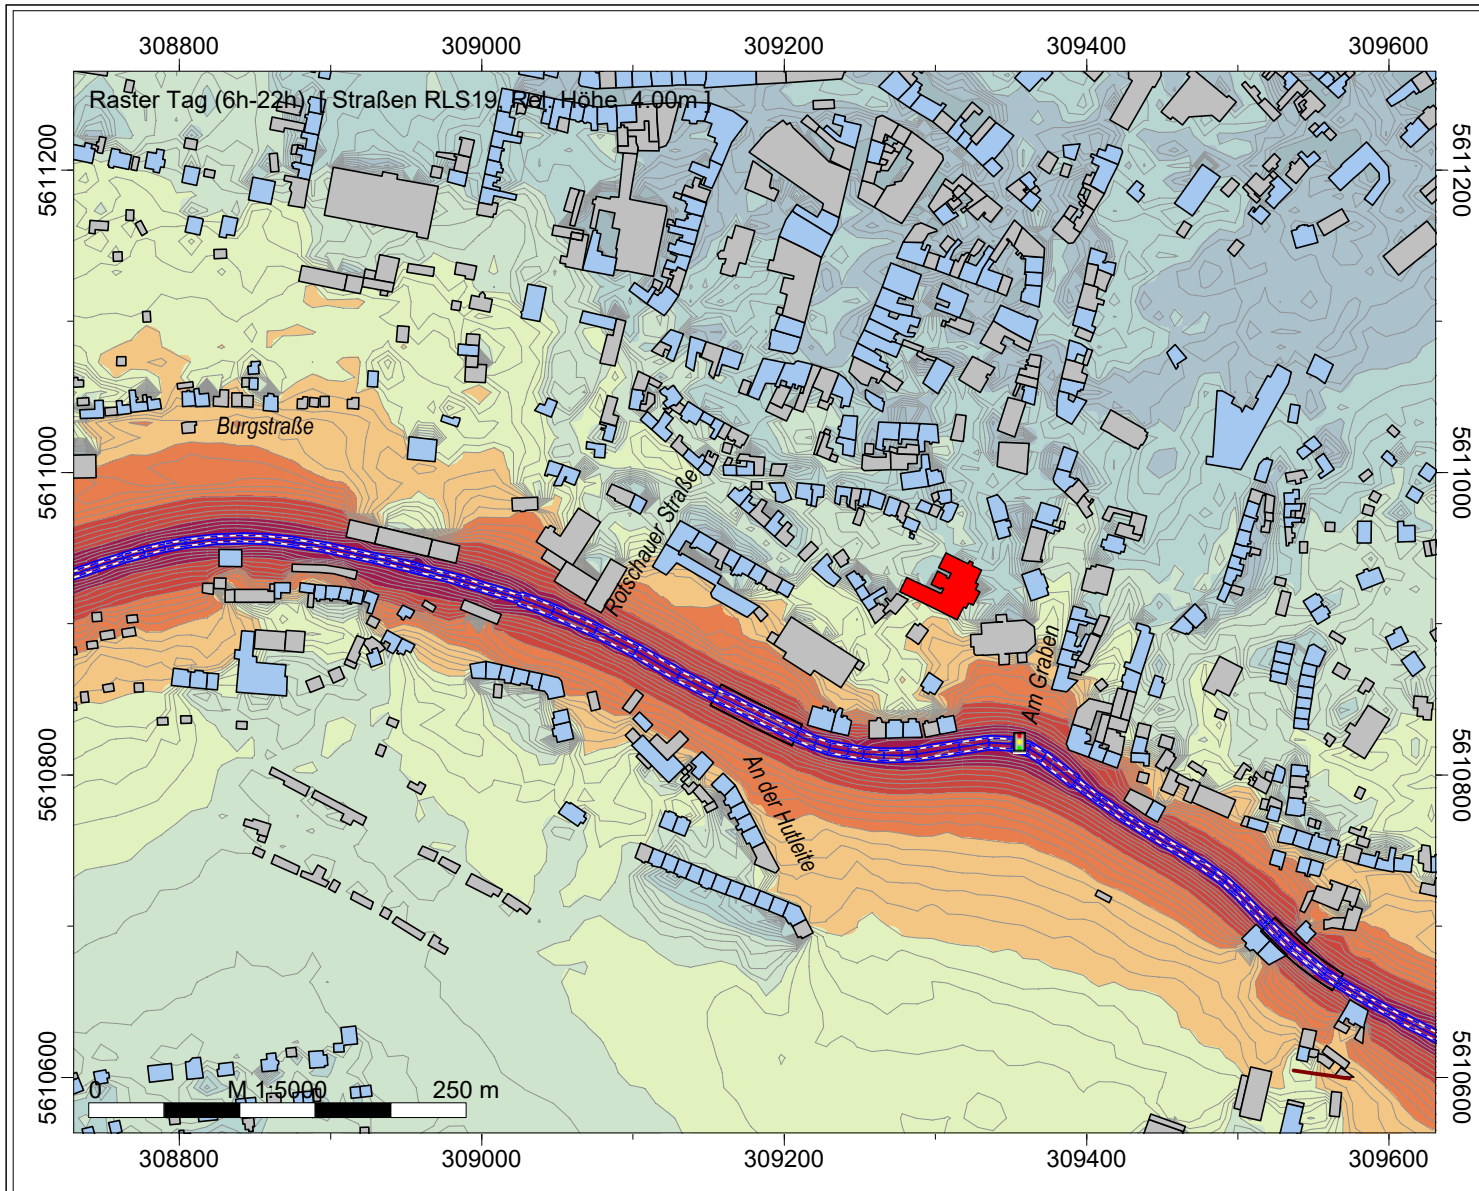 308800 309000 309200 309400 309600
Raster Tag (6h-22h) [ Straßen RLS19, Rel. Höhe 4.00m ]
5611200 5611200
Burgstraße
5611000 5611000
Rotschauer Straße
Am Graben
An der Hutleite
5610800 5610800
5610600 5610600
0 M 1:5000 250 m
308800 309000 309200 309400 309600